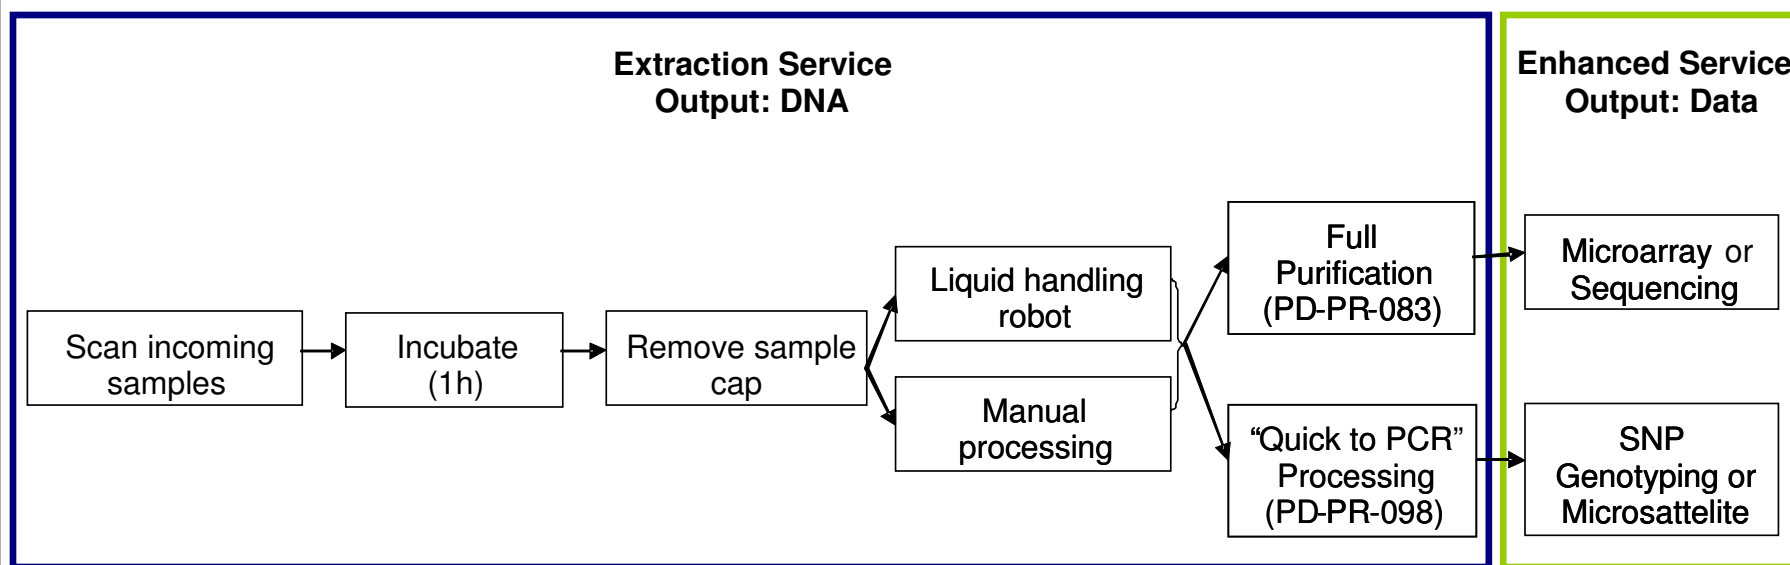 Extraction Service
Output: DNA
Enhanced Service
Output: Data
Scan incoming
samples
Incubate
(1h)
Remove sample
cap
Liquid handling
robot
Manual
processing
Full
Purification
(PD-PR-083)
“Quick to PCR”
Processing
(PD-PR-098)
Microarray or
Sequencing
SNP
Genotyping or
Microsattelite